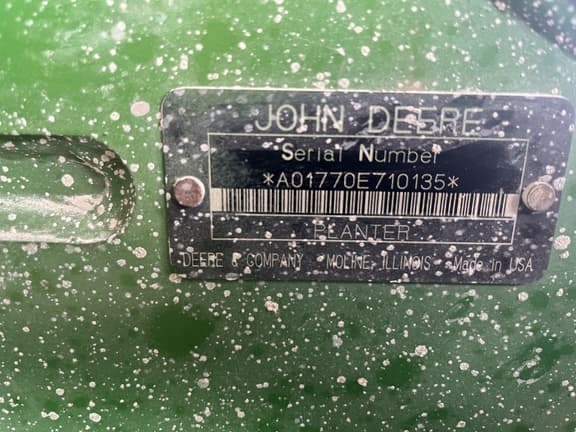 JOHN DEERE
Serial Number
*A01770E710135*
PLANTER
DEERE & COMPANY MOLINE, ILLINOIS Made in USA